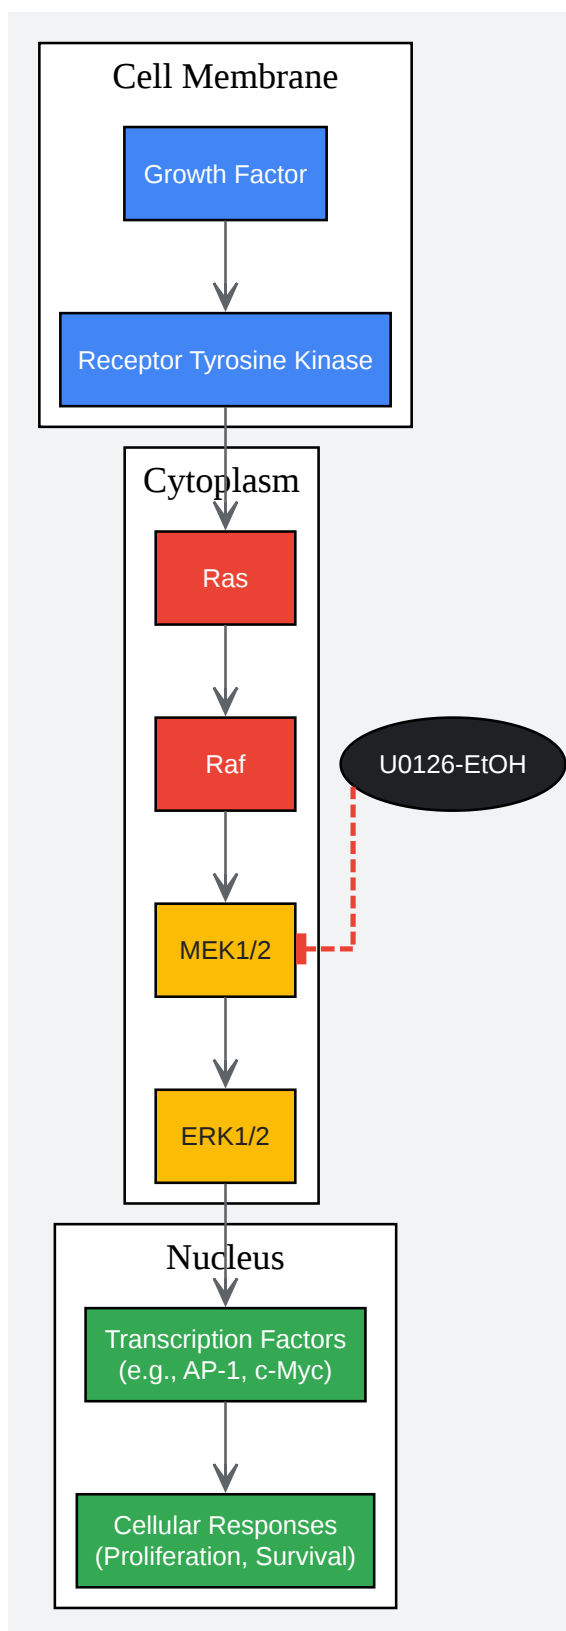 Cell Membrane
Growth Factor
Receptor Tyrosine Kinase
Cytoplasm
Ras
Raf
U0126-EtOH
MEK1/2
ERK1/2
Nucleus
Transcription Factors
(e.g., AP-1, c-Myc)
Cellular Responses
(Proliferation, Survival)